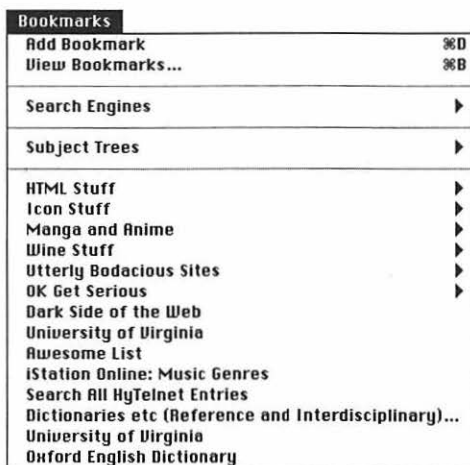 Bookmarks
Add Bookmark ⌘D
View Bookmarks... ⌘B
Search Engines
Subject Trees
HTML Stuff
Icon Stuff
Manga and Anime
Wine Stuff
Utterly Bodacious Sites
OK Get Serious
Dark Side of the Web
University of Virginia
Awesome List
iStation Online: Music Genres
Search All HyTelnet Entries
Dictionaries etc (Reference and Interdisciplinary)...
University of Virginia
Oxford English Dictionary